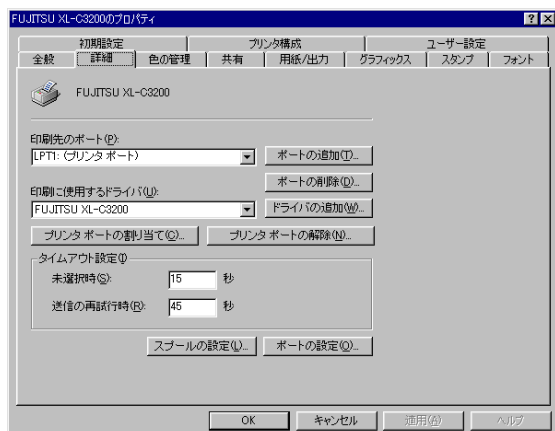 FUJITSU XL-C3200のプロパティ
初期設定 プリンタ構成 ユーザー設定
全般 詳細 色の管理 共有 用紙/出力 グラフィックス スタンプ フォント
FUJITSU XL-C3200
印刷先のポート(P):
LPT1: (プリンタ ポート) ポートの追加(T)...
ポートの削除(D)...
印刷に使用するドライバ(U):
FUJITSU XL-C3200 ドライバの追加(W)...
プリンタ ポートの割り当て(C)... プリンタ ポートの解除(N)...
タイムアウト設定(I)
未選択時(S): 15 秒
送信の再試行時(R): 45 秒
スプールの設定(L)... ポートの設定(O)...
OK キャンセル 適用(A) ヘルプ